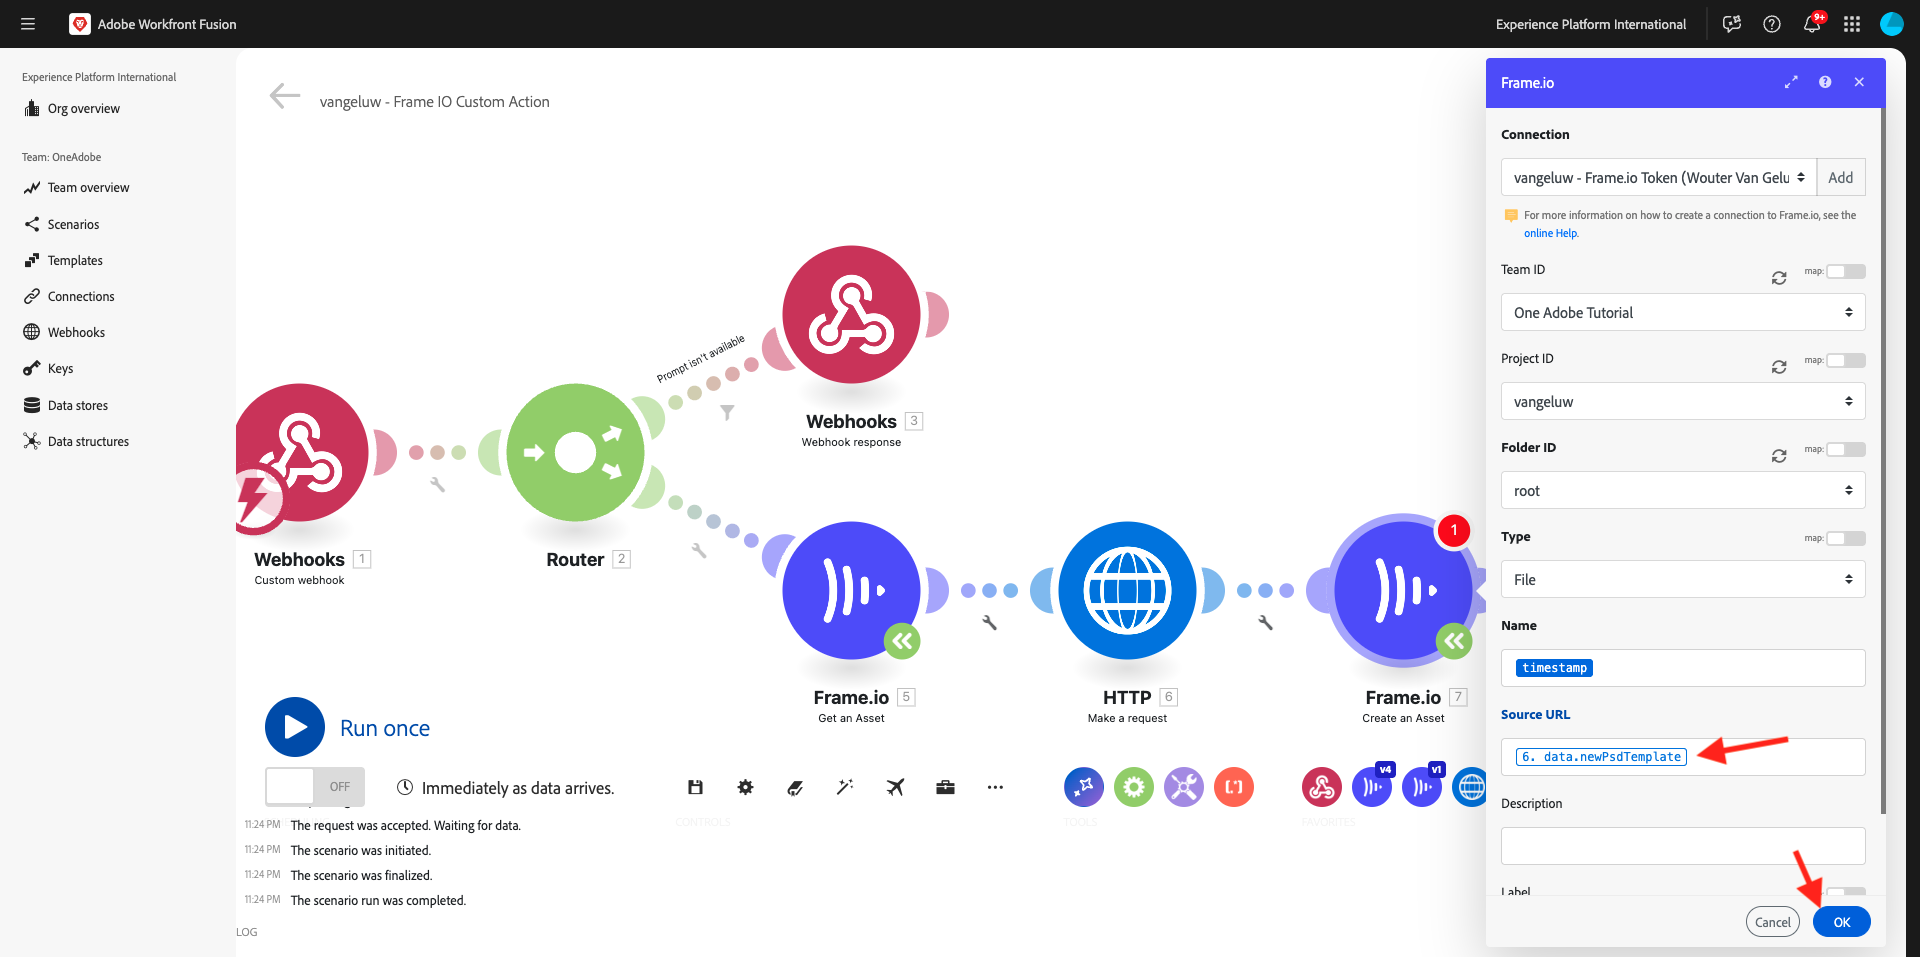 Adobe Workfront Fusion
Experience Platform International
9+
Experience Platform International
Org overview
Team: OneAdobe
Team overview
Scenarios
Templates
Connections
Webhooks
Keys
Data stores
Data structures
vangeluw - Frame IO Custom Action
Prompt isn't available
Webhooks 3
Webhook response
Webhooks 1
Custom webhook
Router 2
1
Frame.io 5
Get an Asset
HTTP 6
Make a request
Frame.io 7
Create an Asset
Run once
OFF
Immediately as data arrives.
CONTROLS
TOOLS
v4
v1
FAVORITES
11:24 PM The request was accepted. Waiting for data.
11:24 PM The scenario was initiated.
11:24 PM The scenario was finalized.
11:24 PM The scenario run was completed.
LOG
Frame.io
Connection
vangeluw - Frame.io Token (Wouter Van Gelu
Add
For more information on how to create a connection to Frame.io, see the
online Help.
Team ID
map:
One Adobe Tutorial
Project ID
map:
vangeluw
Folder ID
map:
root
Type
map:
File
Name
timestamp
Source URL
6. data.newPsdTemplate
Description
Label
Cancel
OK